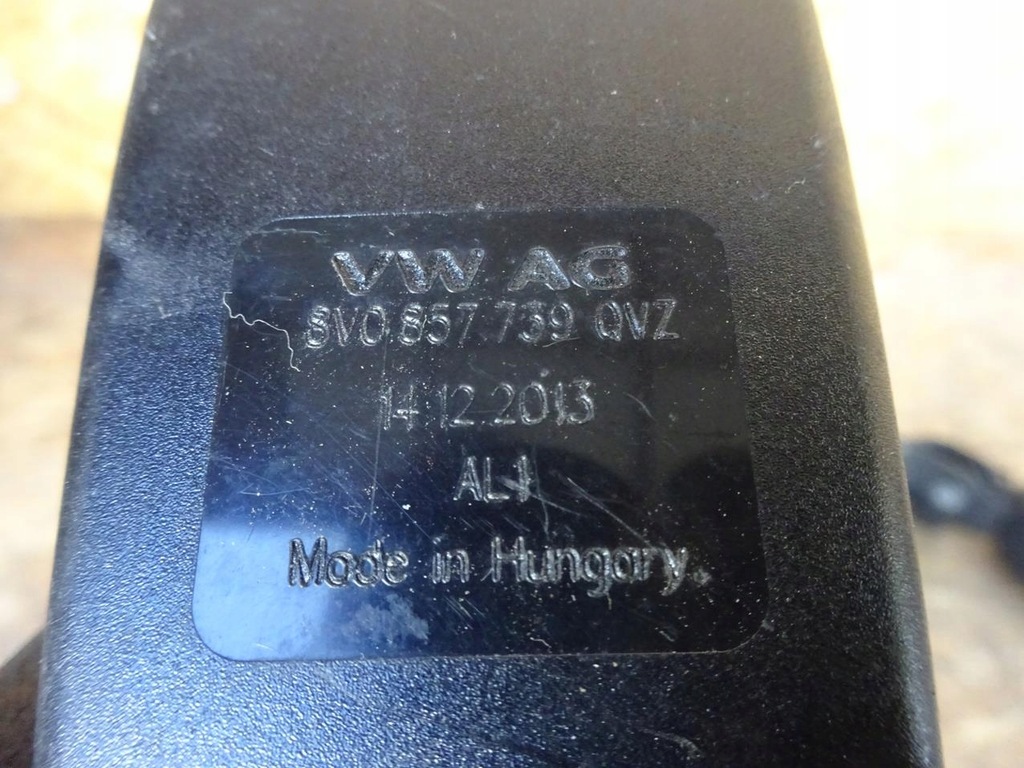 VW AG
8V0.857.739 QVZ
14.12.2013
AL1
Made in Hungary.